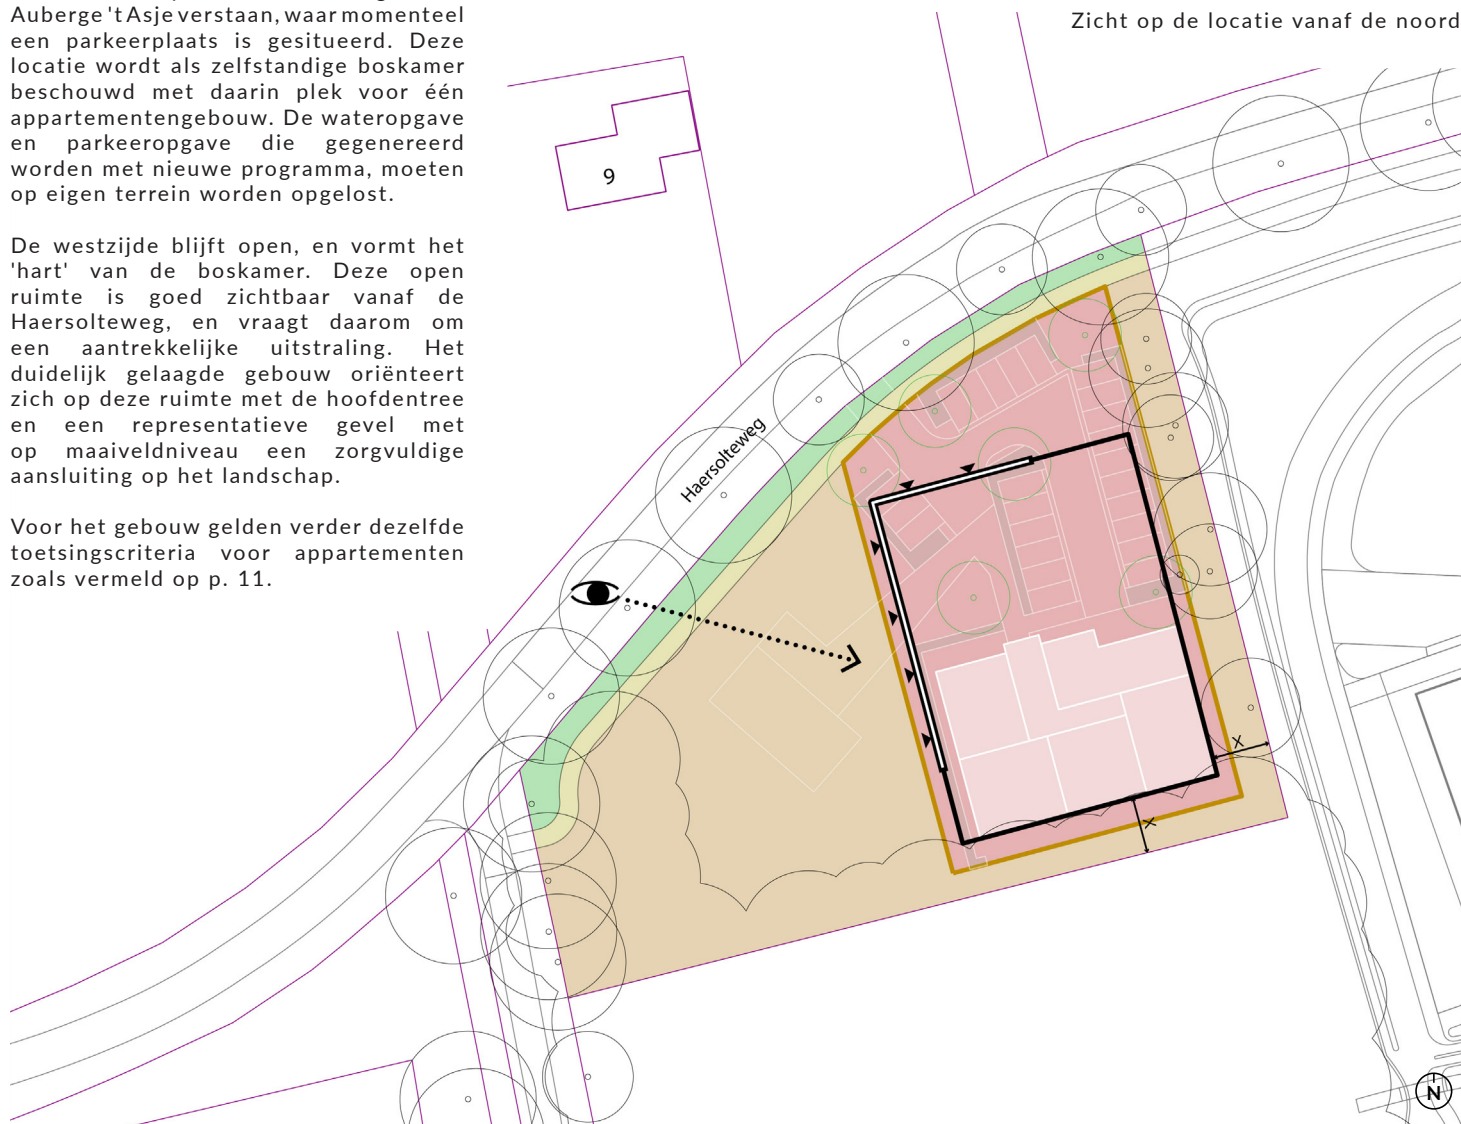 Auberge 't Asje verstaan, waar momenteel
een parkeerplaats is gesitueerd. Deze
locatie wordt als zelfstandige boskamer
beschouwd met daarin plek voor één
appartementengebouw. De wateropgave
en parkeeropgave die gegenereerd
worden met nieuwe programma, moeten
op eigen terrein worden opgelost.
De westzijde blijft open, en vormt het
'hart' van de boskamer. Deze open
ruimte is goed zichtbaar vanaf de
Haersolteweg, en vraagt daarom om
een aantrekkelijke uitstraling. Het
duidelijk gelaagde gebouw oriënteert
zich op deze ruimte met de hoofdentree
en een representatieve gevel met
op maaiveldniveau een zorgvuldige
aansluiting op het landschap.
Voor het gebouw gelden verder dezelfde
toetsingscriteria voor appartementen
zoals vermeld op p. 11.
Zicht op de locatie vanaf de noord
9
Haersolteweg
X
X
N